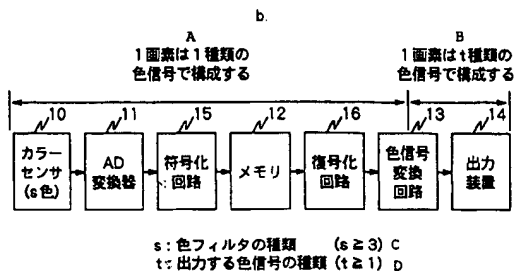 b.
A
1画素は1種類の
色信号で構成する
B
1画素はt種類の
色信号で構成する
10
11
15
12
16
13
14
カラー
センサ
(s色)
AD
変換器
符号化
回路
メモリ
復号化
回路
色信号
変換
回路
出力
装置
s:色フィルタの種類 (s≧3) C
t:出力する色信号の種類 (t≧1) D